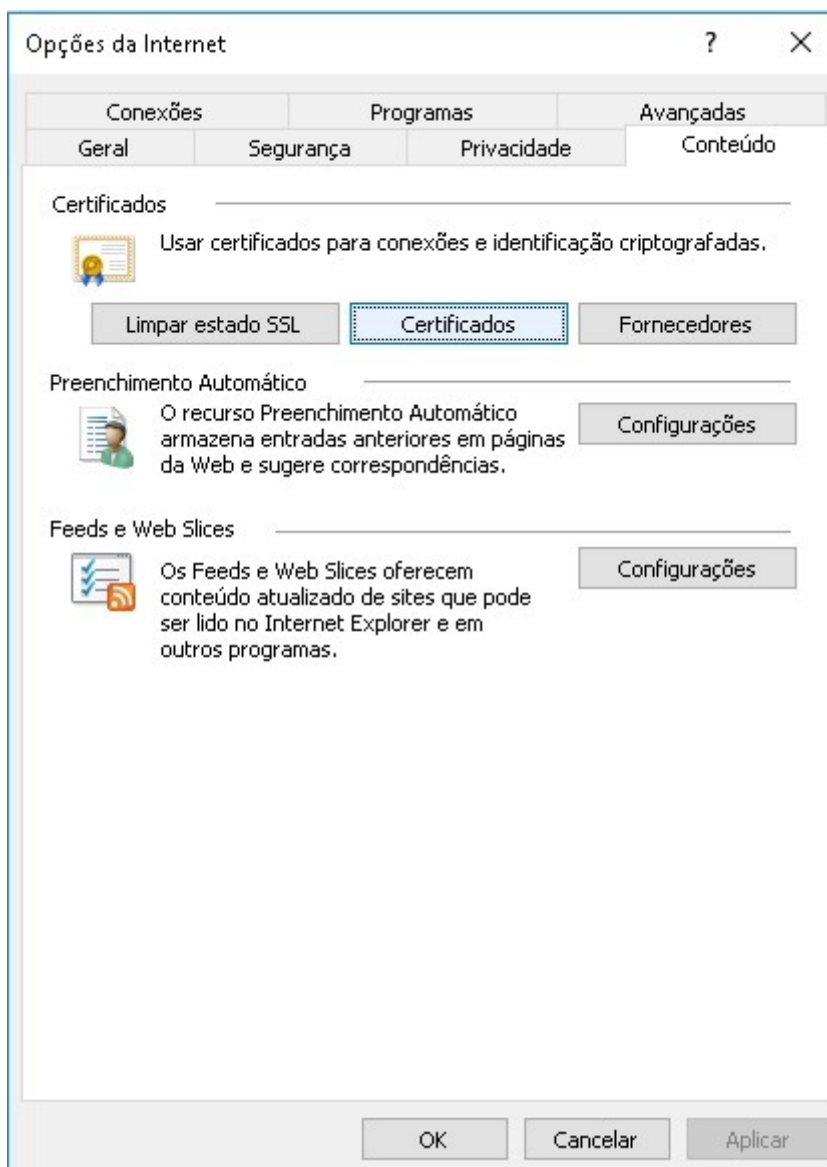 Opções da Internet
?
Conexões Programas Avançadas
Geral Segurança Privacidade Conteúdo
Certificados
Usar certificados para conexões e identificação criptografadas.
Limpar estado SSL Certificados Fornecedores
Preenchimento Automático
O recurso Preenchimento Automático
armazena entradas anteriores em páginas
da Web e sugere correspondências.
Configurações
Feeds e Web Slices
Os Feeds e Web Slices oferecem
conteúdo atualizado de sites que pode
ser lido no Internet Explorer e em
outros programas.
Configurações
OK Cancelar Aplicar